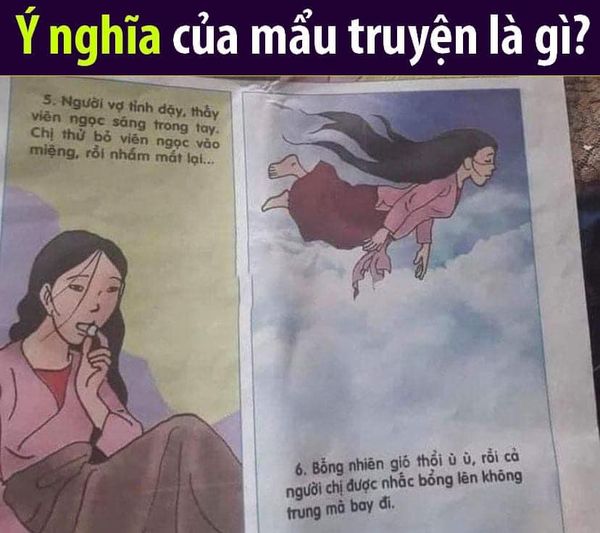 Ý nghĩa của mẩu truyện là gì?
5. Người vợ tỉnh dậy, thấy
viên ngọc sáng trong tay.
Chị thử bỏ viên ngọc vào
miệng, rồi nhắm mắt lại...
6. Bỗng nhiên gió thổi ù ù, rồi cả
người chị được nhấc bổng lên không
trung mà bay đi.